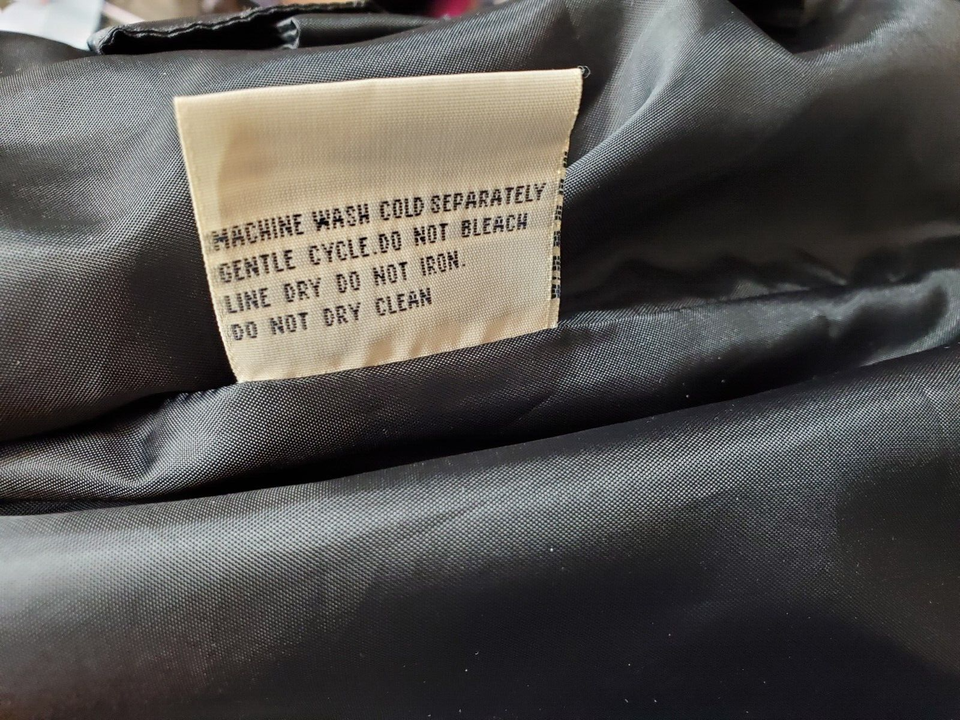 MACHINE WASH COLD SEPARATELY
GENTLE CYCLE.DO NOT BLEACH
LINE DRY DO NOT IRON.
DO NOT DRY CLEAN